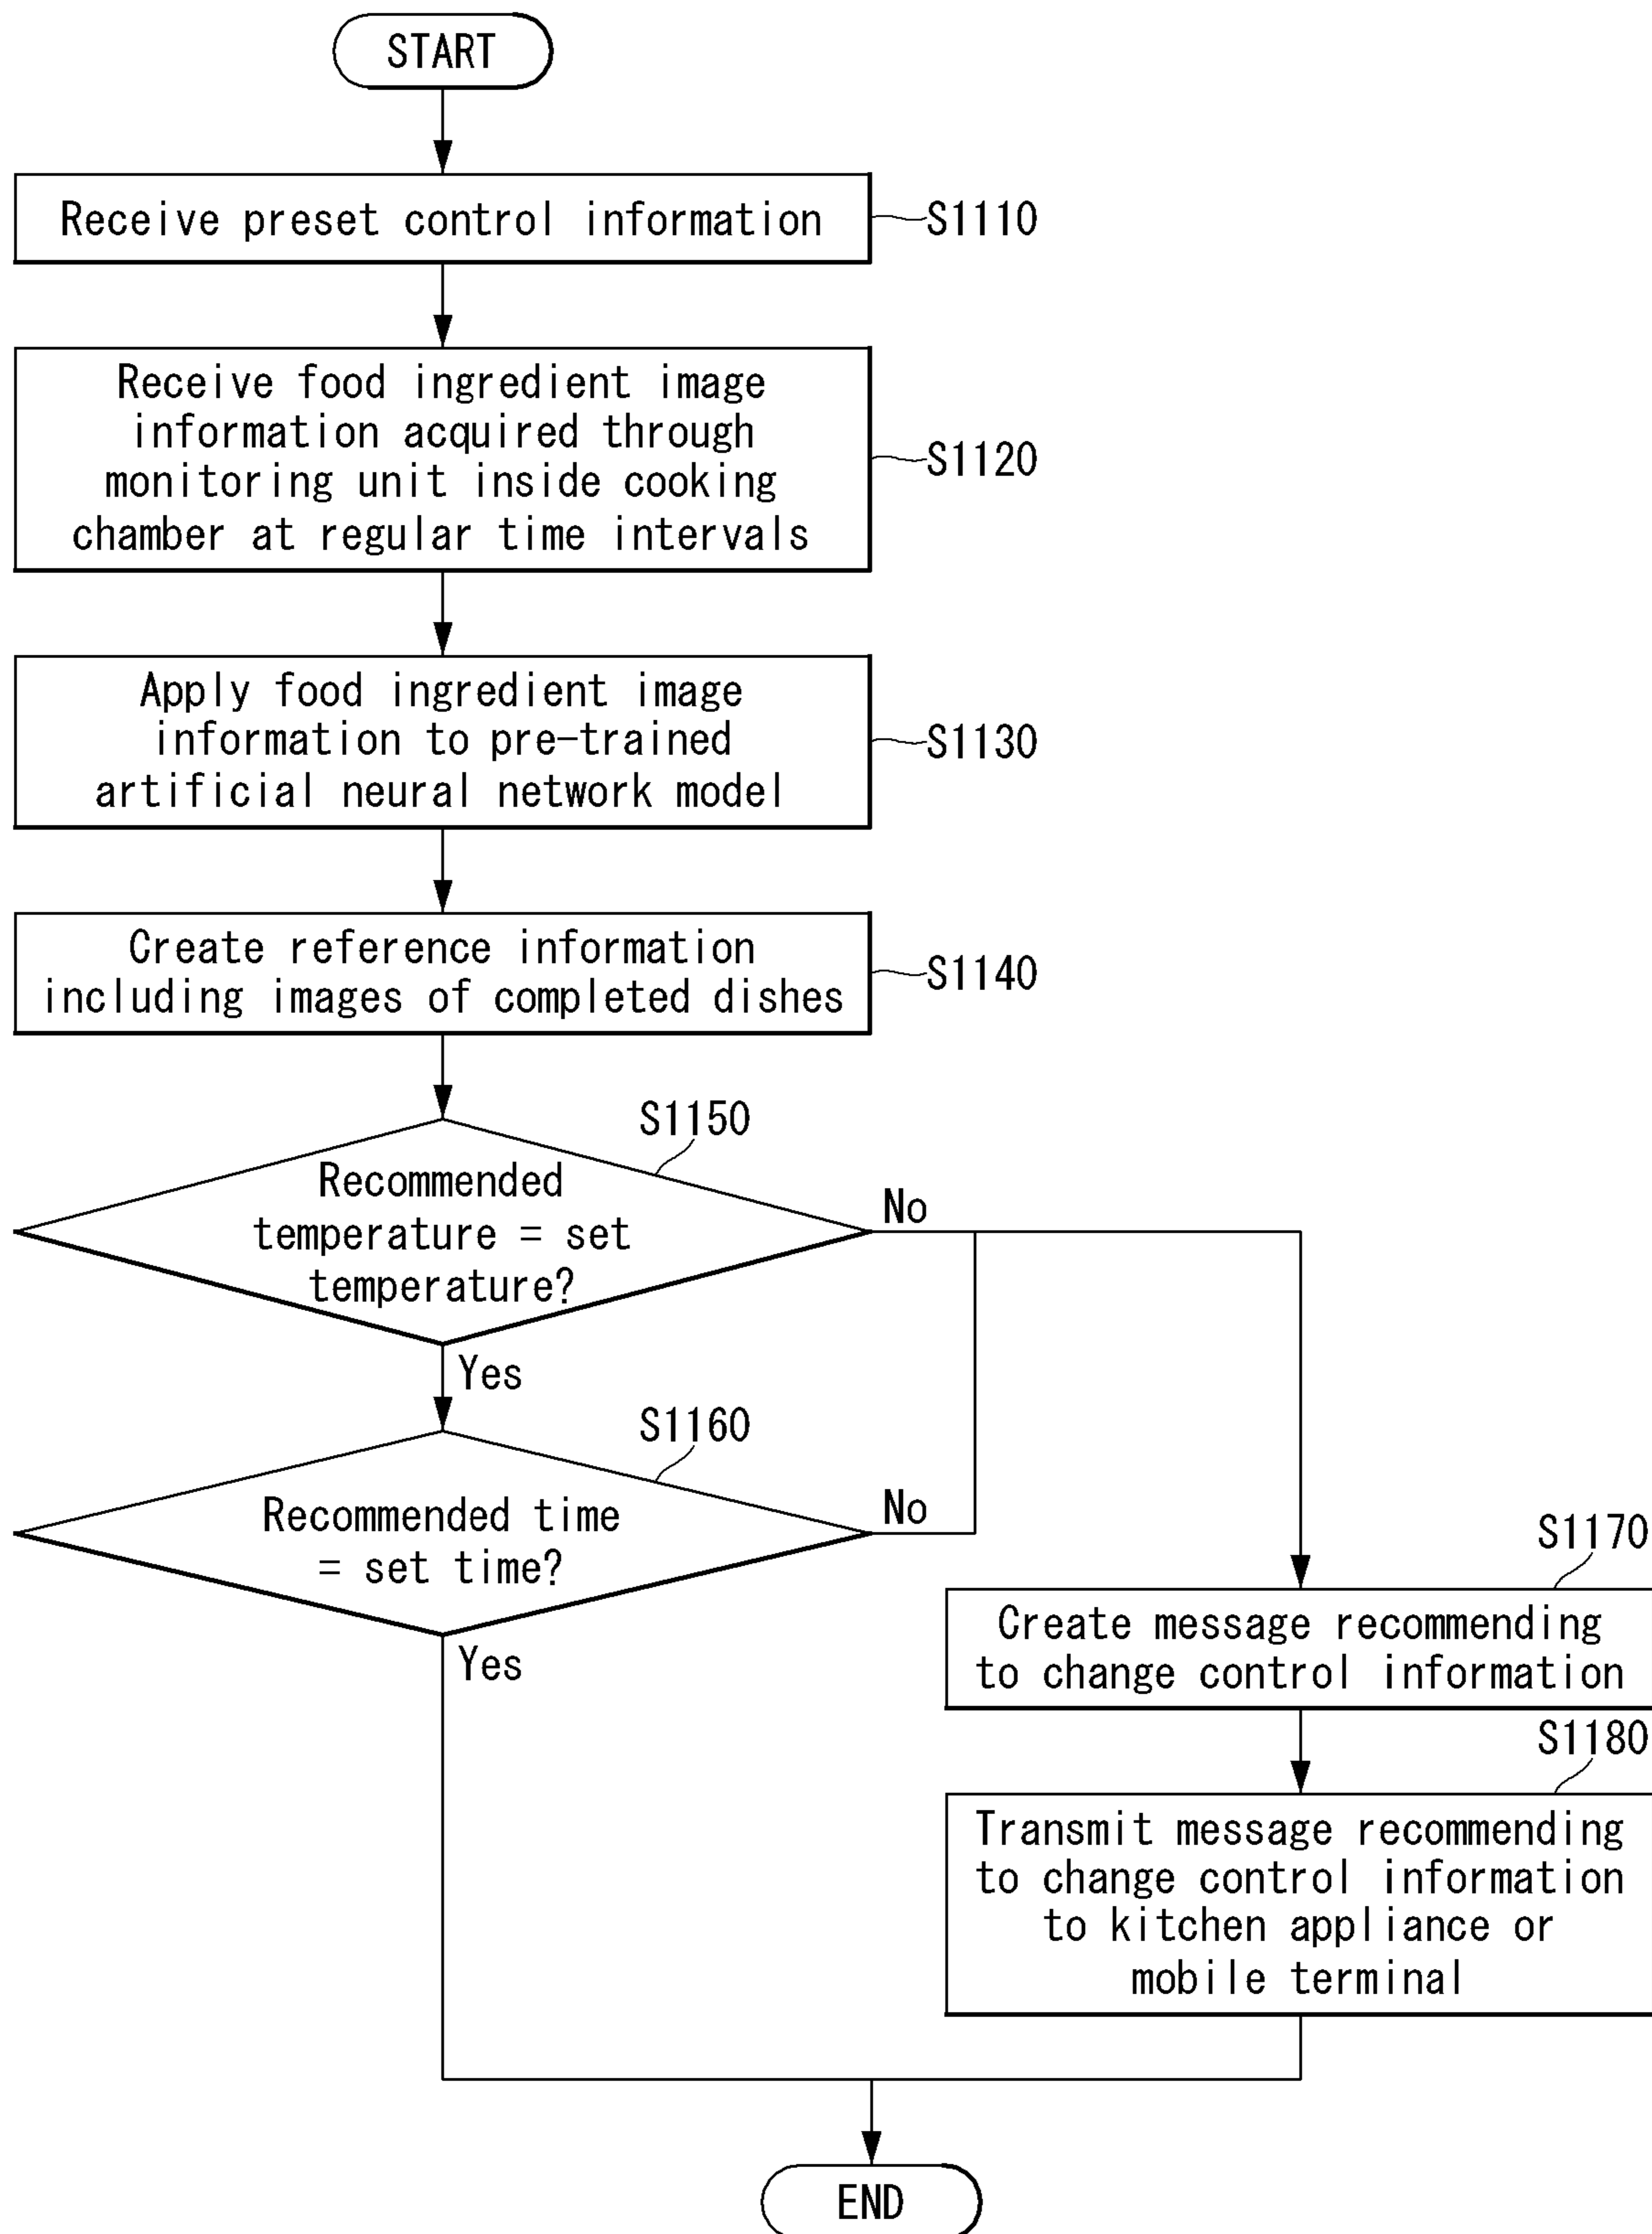 START
Receive preset control information
S1110
Receive food ingredient image
information acquired through
monitoring unit inside cooking
chamber at regular time intervals
S1120
Apply food ingredient image
information to pre-trained
artificial neural network model
S1130
Create reference information
including images of completed dishes
S1140
S1150
Recommended
temperature = set
temperature?
No
Yes
S1160
Recommended time
= set time?
No
Yes
S1170
Create message recommending
to change control information
S1180
Transmit message recommending
to change control information
to kitchen appliance or
mobile terminal
END